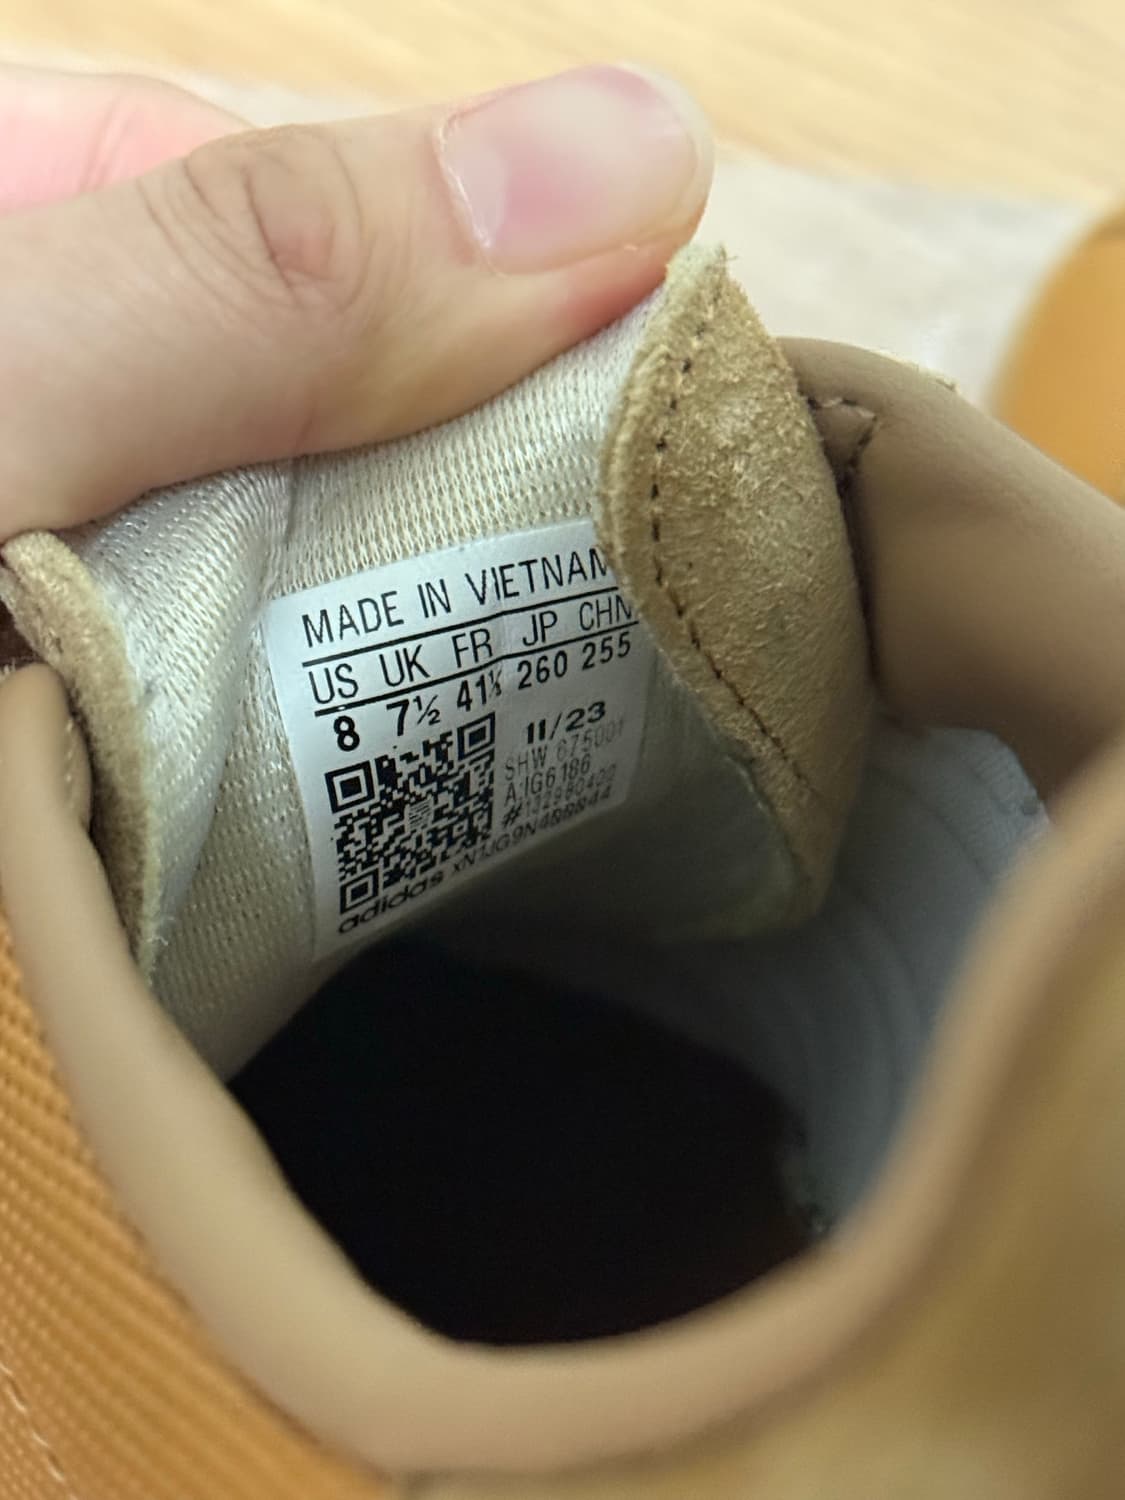 MADE IN VIETNAM
US UK FR JP CHN
8 7½ 41⅓ 260 255
11/23
SHW 675001
A:IG6186
adidas